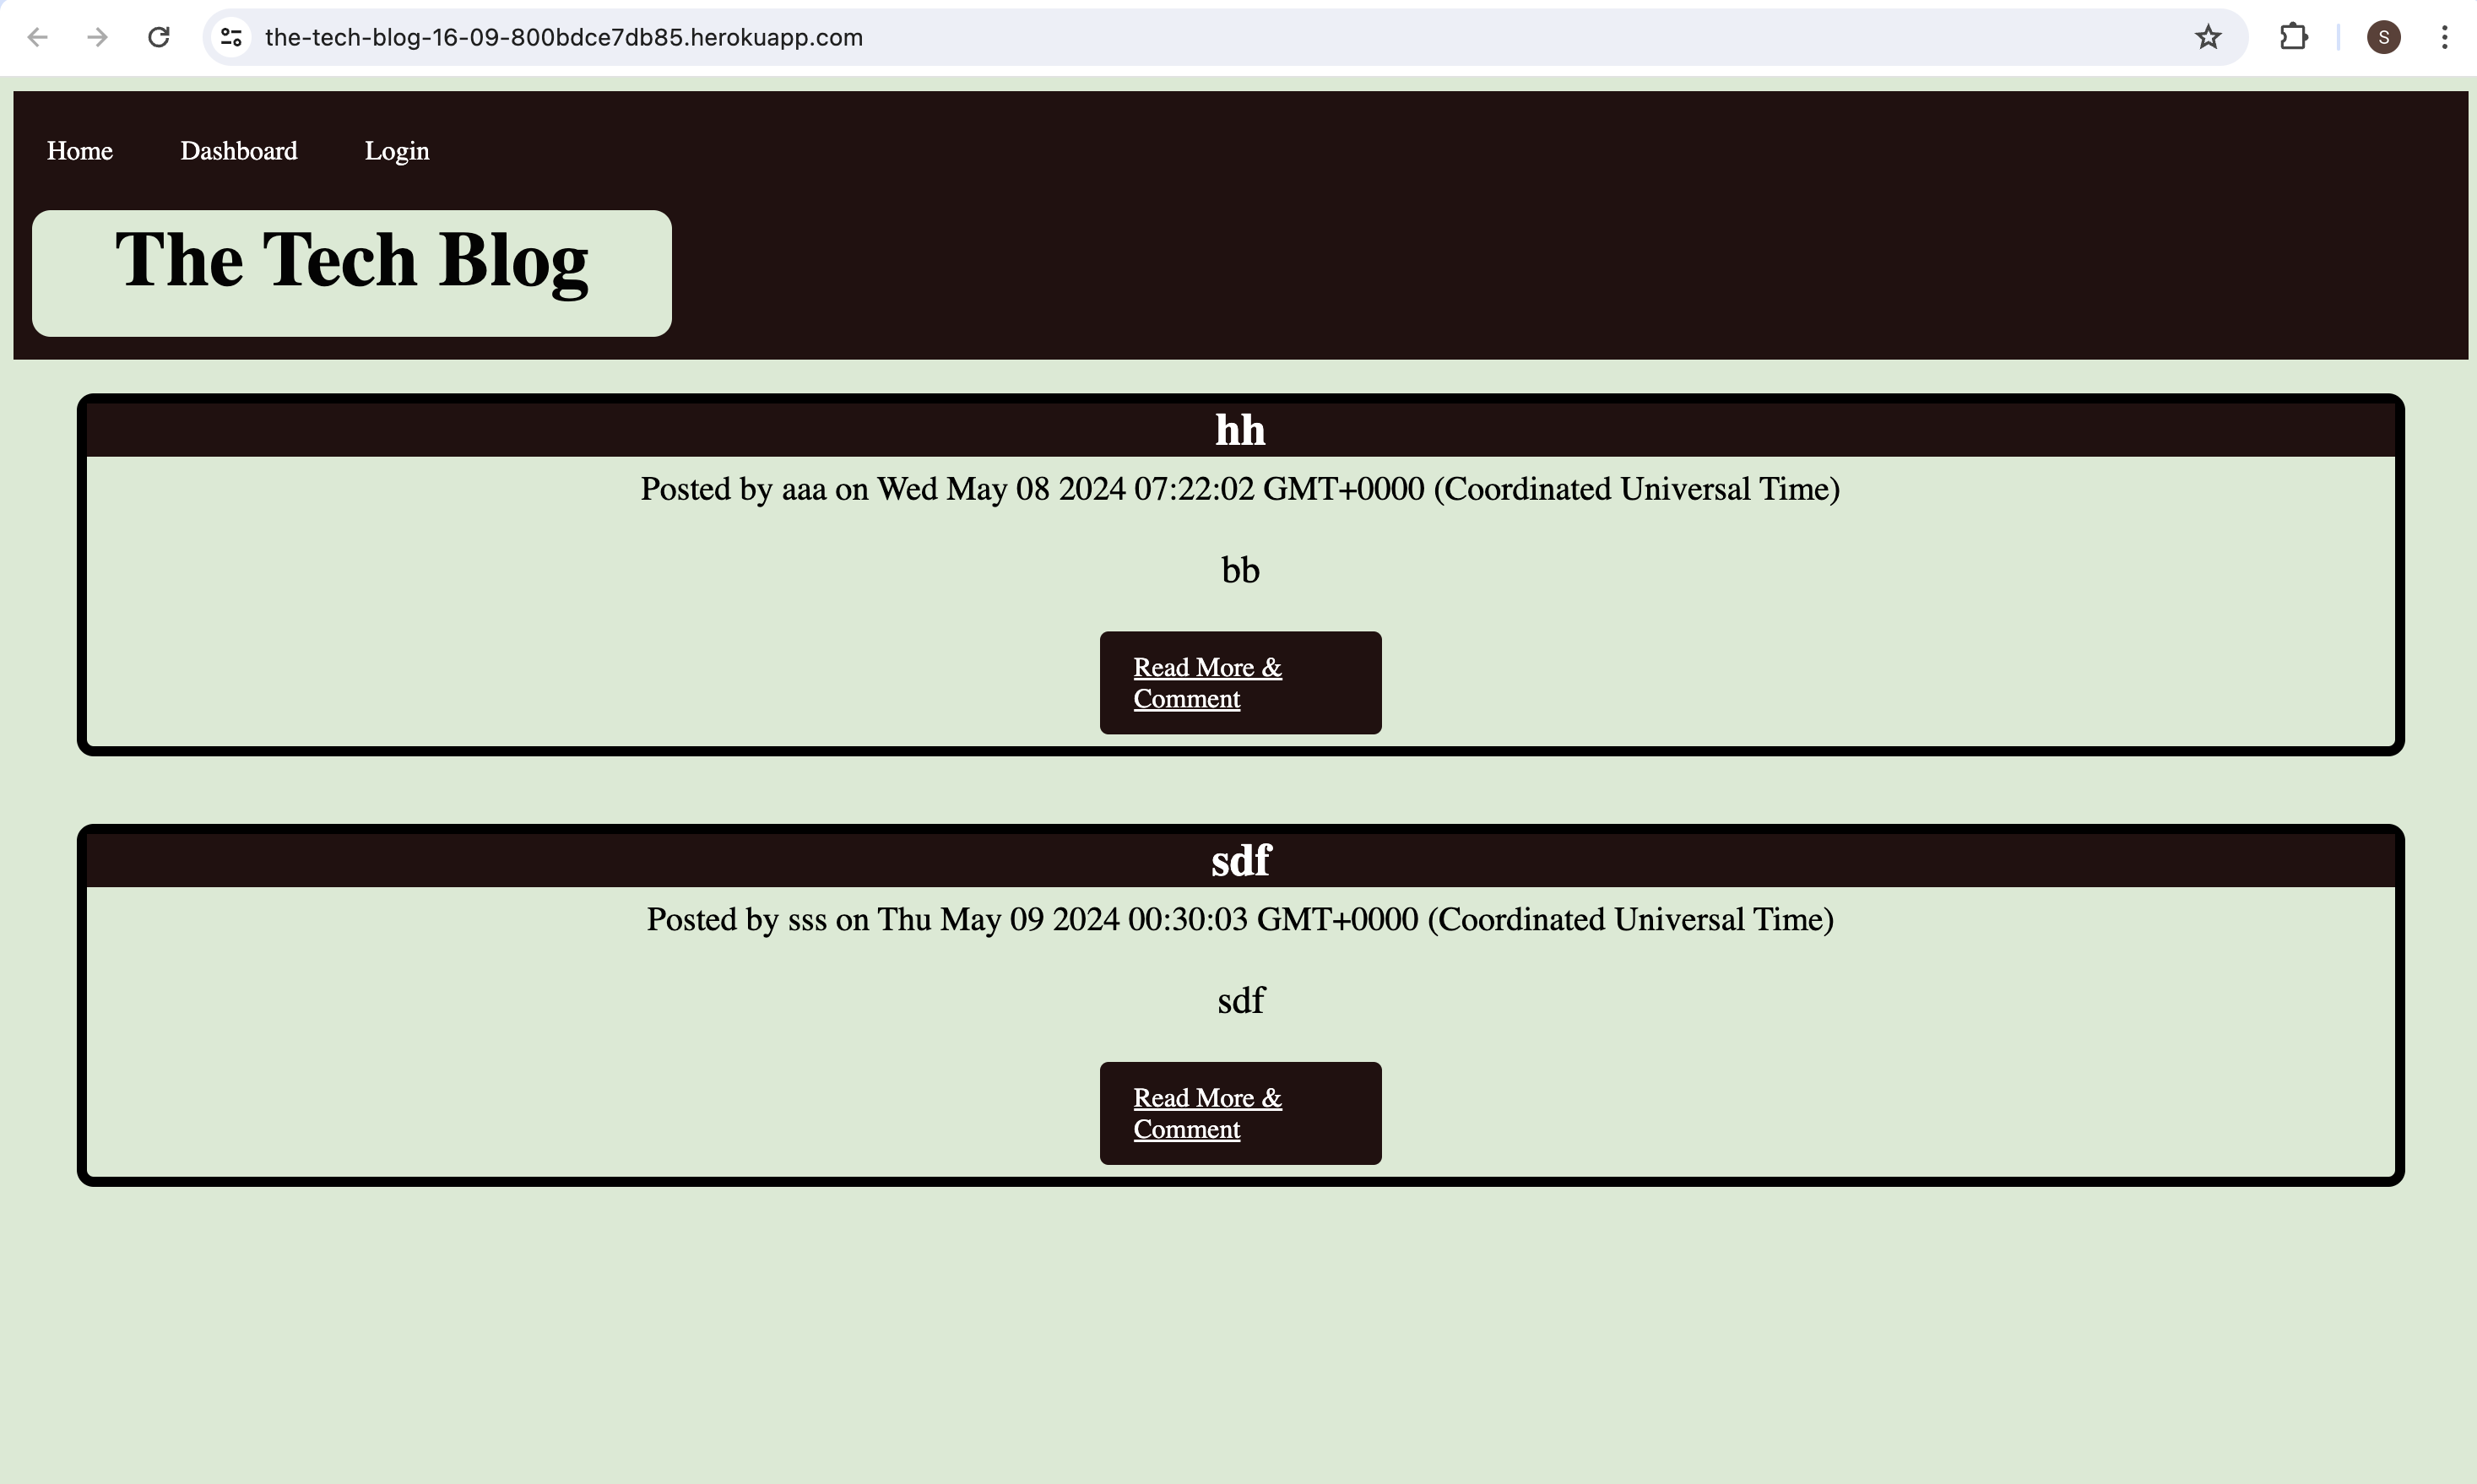 the-tech-blog-16-09-800bdce7db85.herokuapp.com
S
Home Dashboard Login
The Tech Blog
hh
Posted by aaa on Wed May 08 2024 07:22:02 GMT+0000 (Coordinated Universal Time)
bb
Read More &
Comment
sdf
Posted by sss on Thu May 09 2024 00:30:03 GMT+0000 (Coordinated Universal Time)
sdf
Read More &
Comment